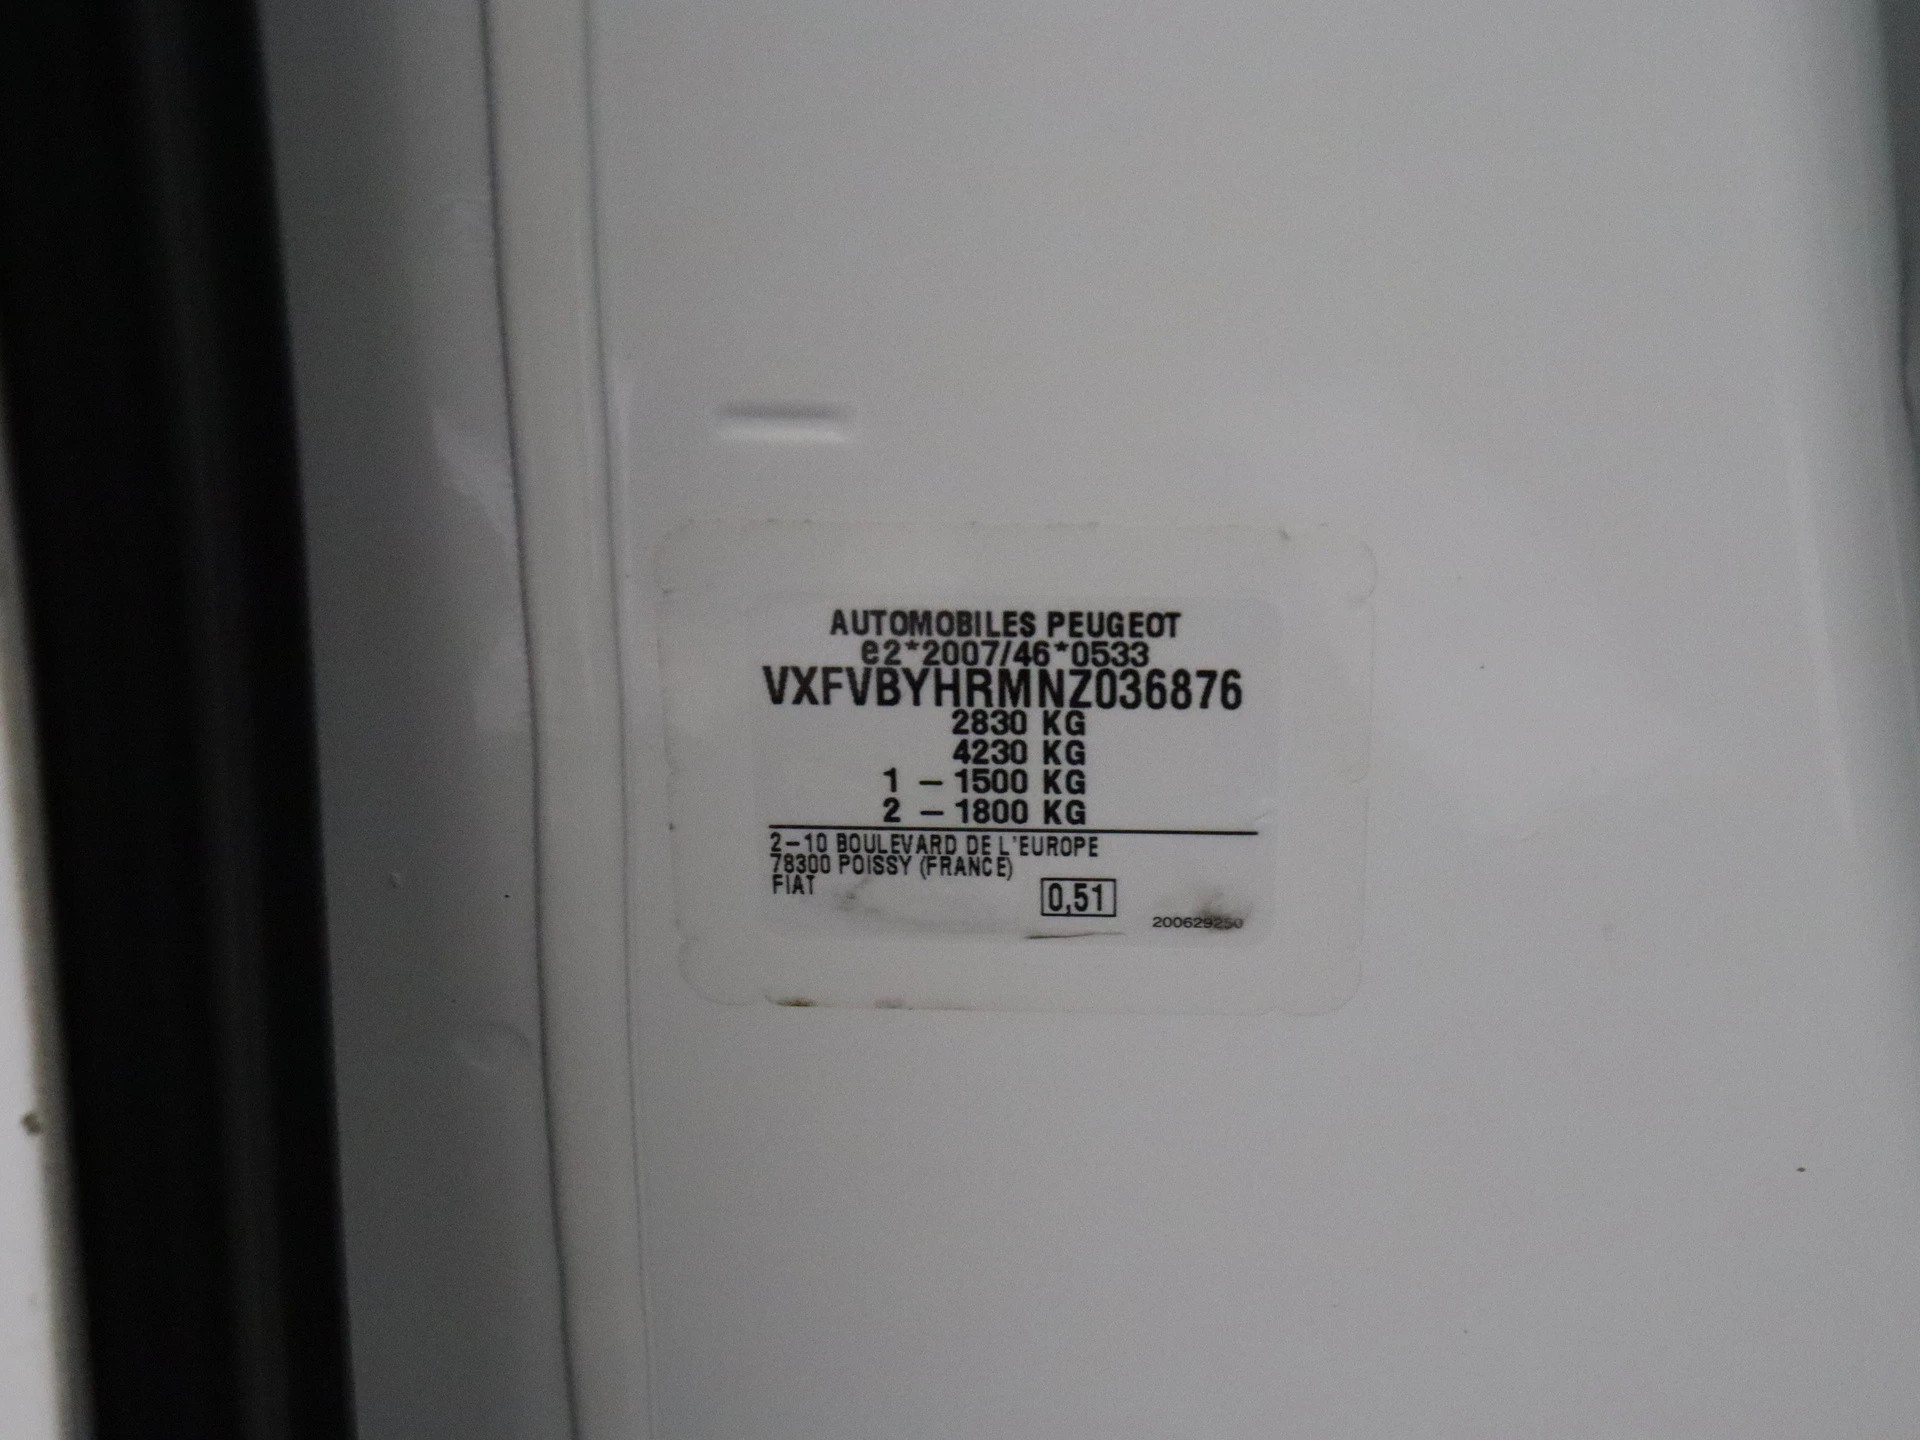 AUTOMOBILES PEUGEOT
e2*2007/46*0533
VXFVBYHRMNZ036876
2830 KG
4230 KG
1 – 1500 KG
2 – 1800 KG
2–10 BOULEVARD DE L'EUROPE
78300 POISSY (FRANCE)
FIAT
0,51
200629250